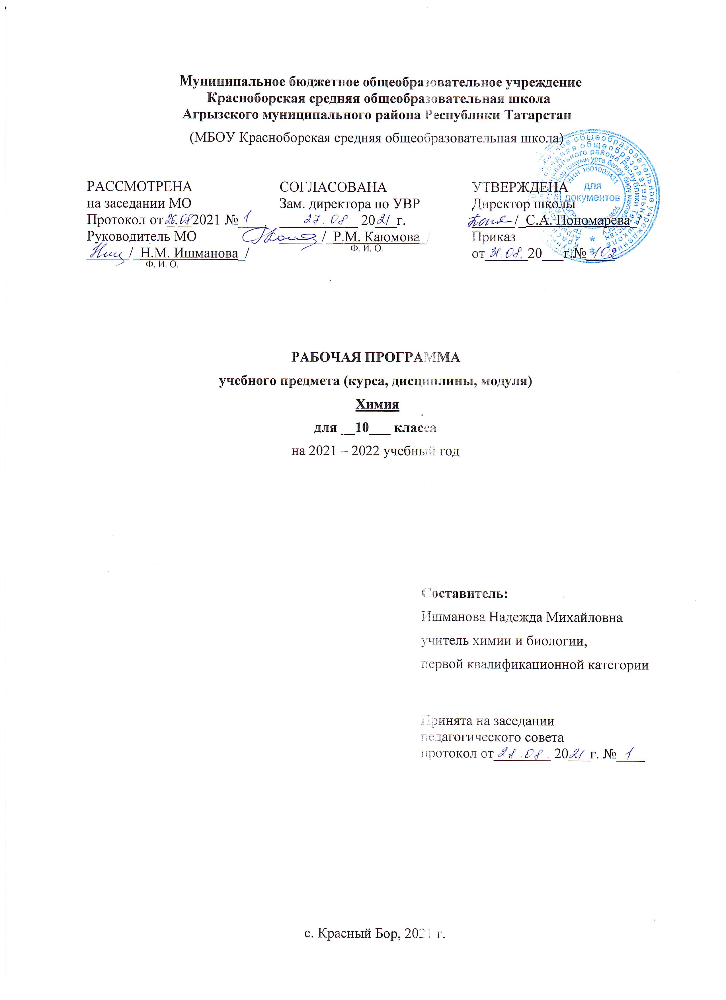 Муниципальное бюджетное общеобразовательное учреждение
Красноборская средняя общеобразовательная школа
Агрызского муниципального района Республики Татарстан
(МБОУ Красноборская средняя общеобразовательная школа)
РАССМОТРЕНА
на заседании МО
Протокол от 26.08 2021 № 1
Руководитель МО
/ Н.М. Ишманова /
Ф. И. О.
СОГЛАСОВАНА
Зам. директора по УВР
27.08 2021 г.
/ Р.М. Каюмова /
Ф. И. О.
УТВЕРЖДЕНА
Директор школы
/ С.А. Пономарева /
Приказ
от 31.08. 20___ г.№ 102
ИНН 1601003431
для
документов
РАБОЧАЯ ПРОГРАММА
учебного предмета (курса, дисциплины, модуля)
Химия
для __10___ класса
на 2021 – 2022 учебный год
Составитель:
Ишманова Надежда Михайловна
учитель химии и биологии,
первой квалификационной категории
Принята на заседании
педагогического совета
протокол от 28.08. 2021 г. № 1
с. Красный Бор, 2021 г.